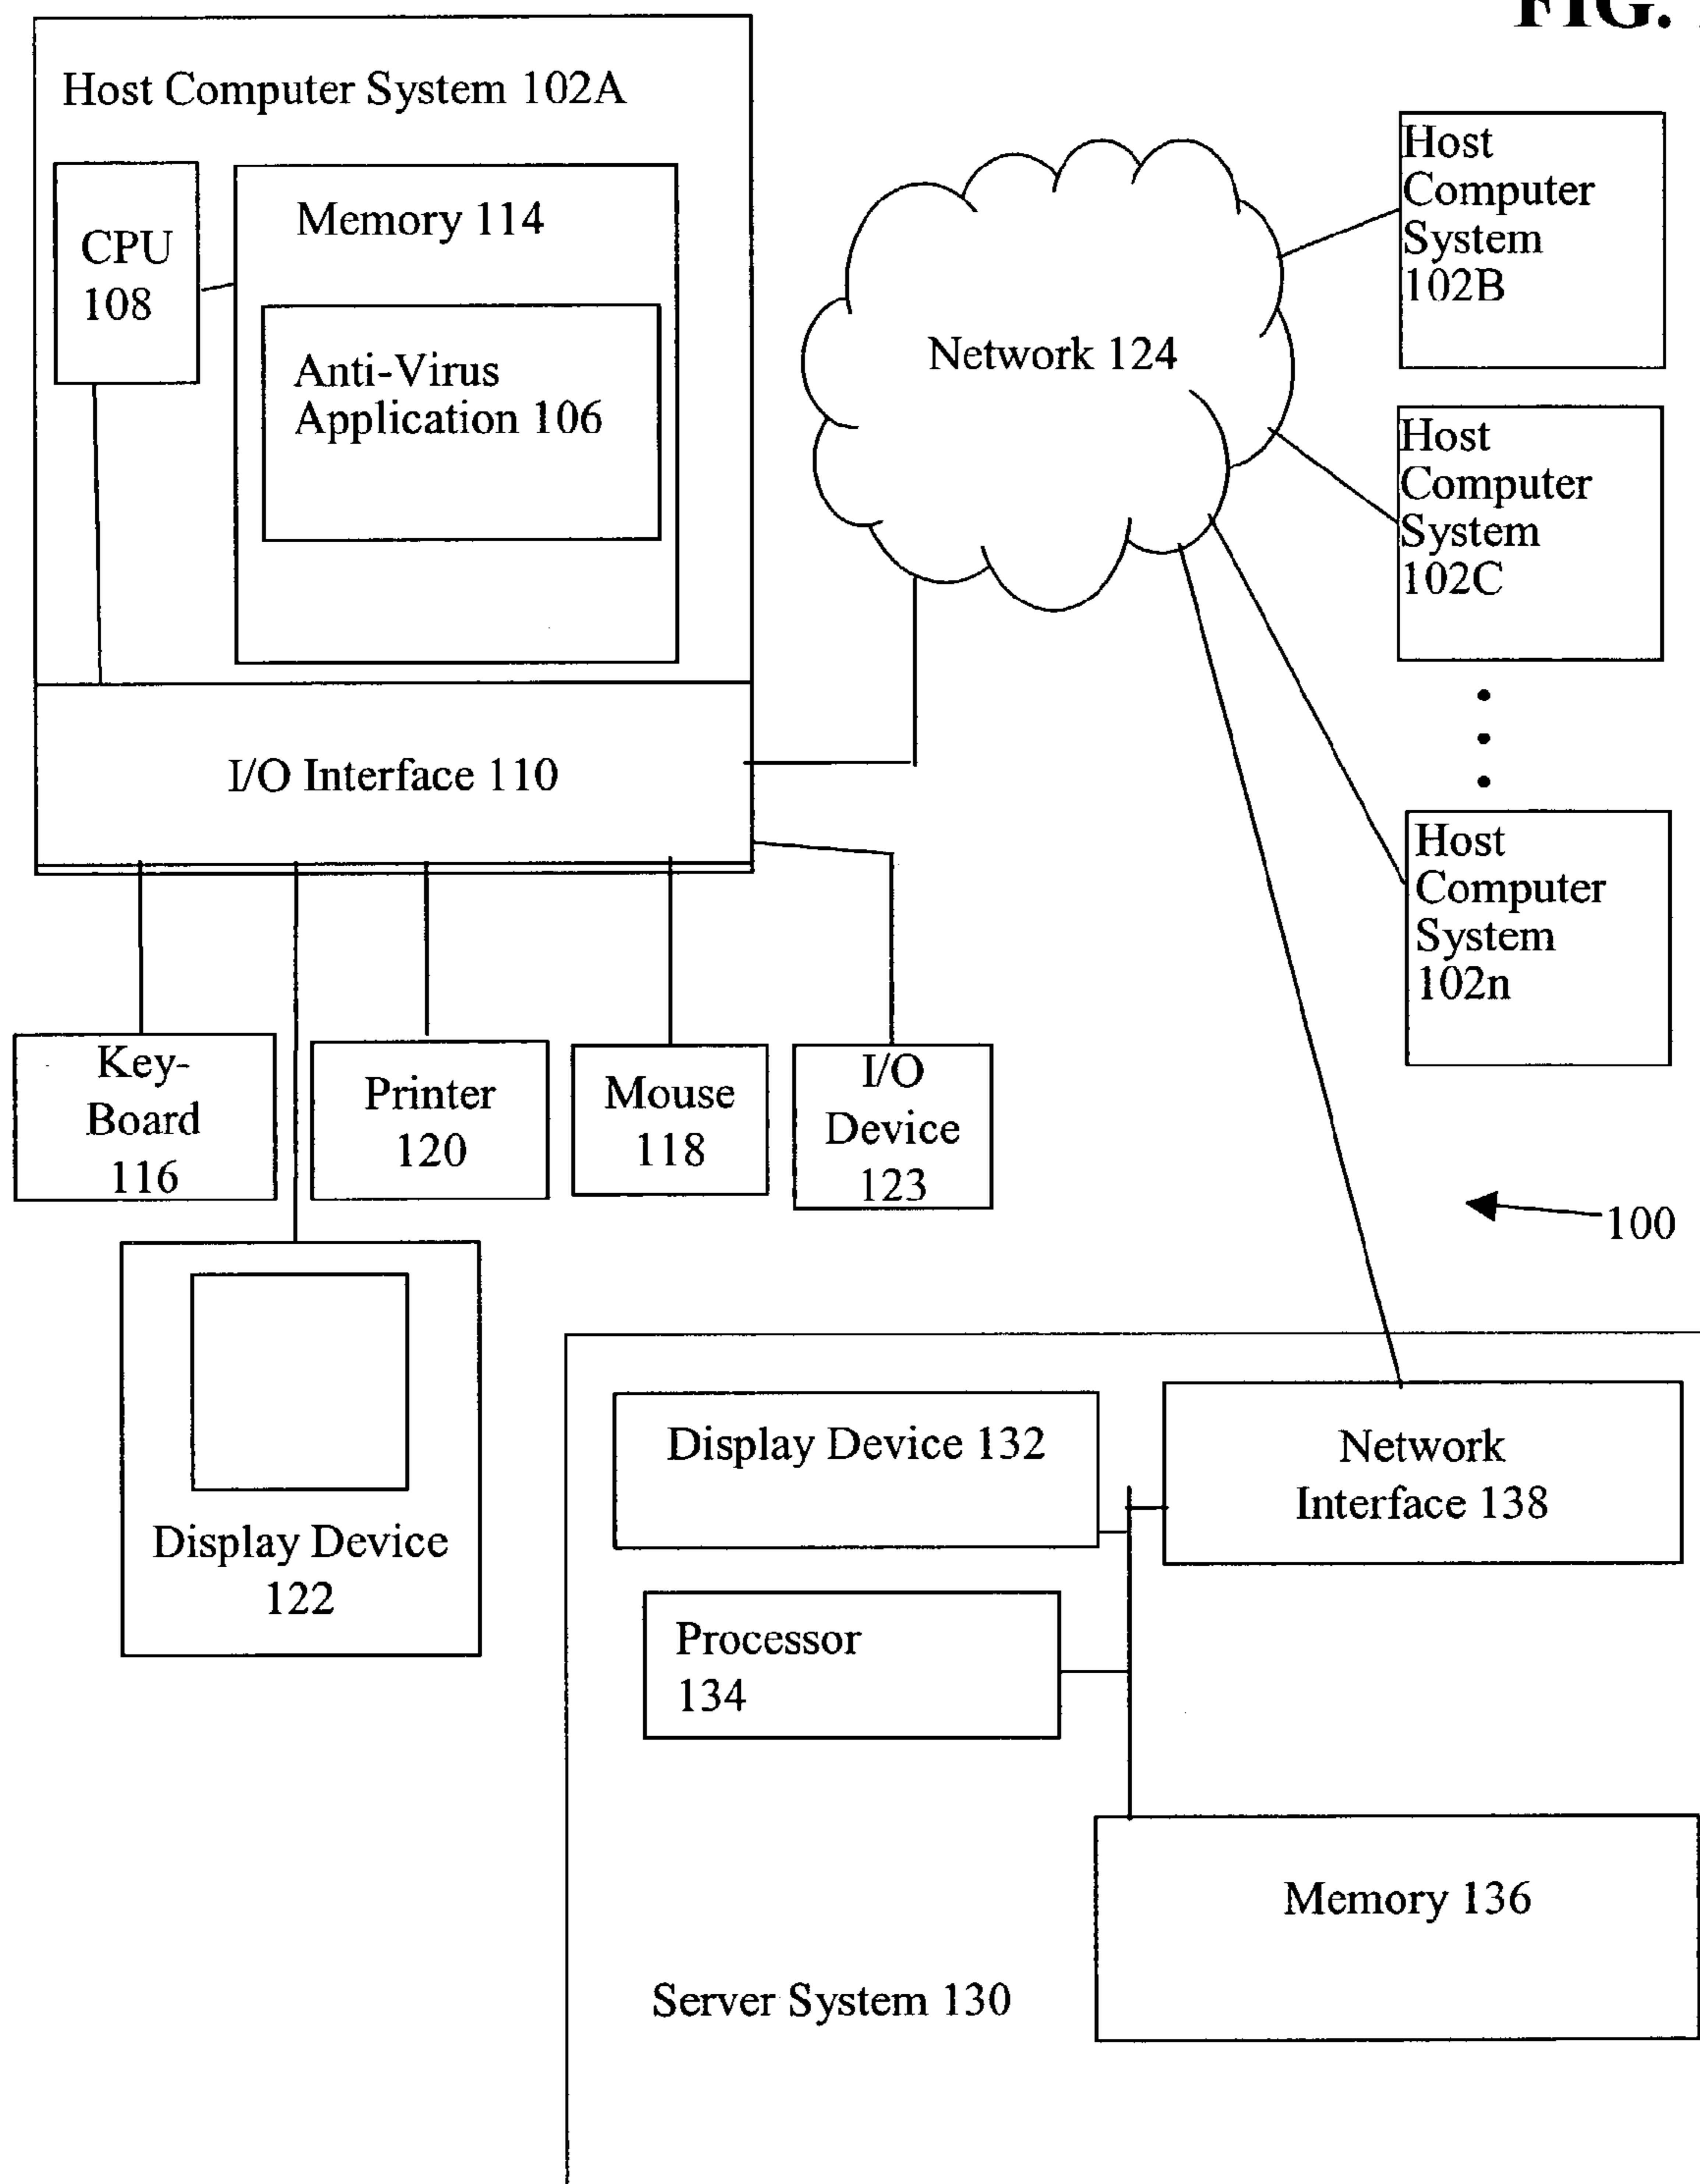 FIG.
Host Computer System 102A
CPU
108
Memory 114
Anti-Virus
Application 106
I/O Interface 110
Network 124
Host
Computer
System
102B
Host
Computer
System
102C
Host
Computer
System
102n
Key-
Board
116
Printer
120
Mouse
118
I/O
Device
123
100
Display Device
122
Display Device 132
Network
Interface 138
Processor
134
Memory 136
Server System 130